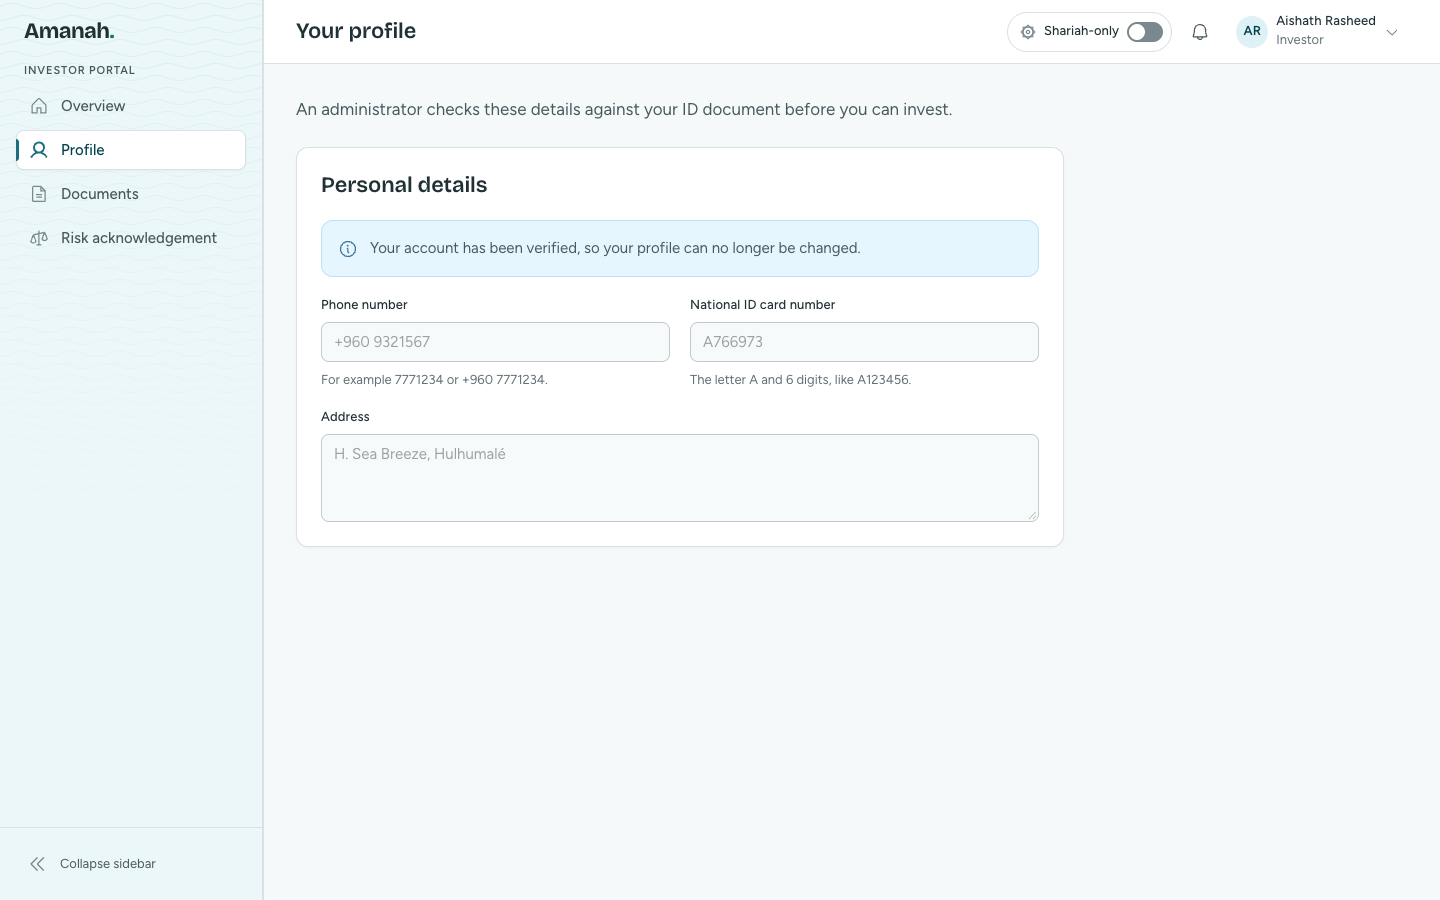 Amanah.
INVESTOR PORTAL
Overview
Profile
Documents
Risk acknowledgement
Collapse sidebar
Your profile
Shariah-only
AR
Aishath Rasheed
Investor
An administrator checks these details against your ID document before you can invest.
Personal details
Your account has been verified, so your profile can no longer be changed.
Phone number
+960 9321567
For example 7771234 or +960 7771234.
National ID card number
A766973
The letter A and 6 digits, like A123456.
Address
H. Sea Breeze, Hulhumalé